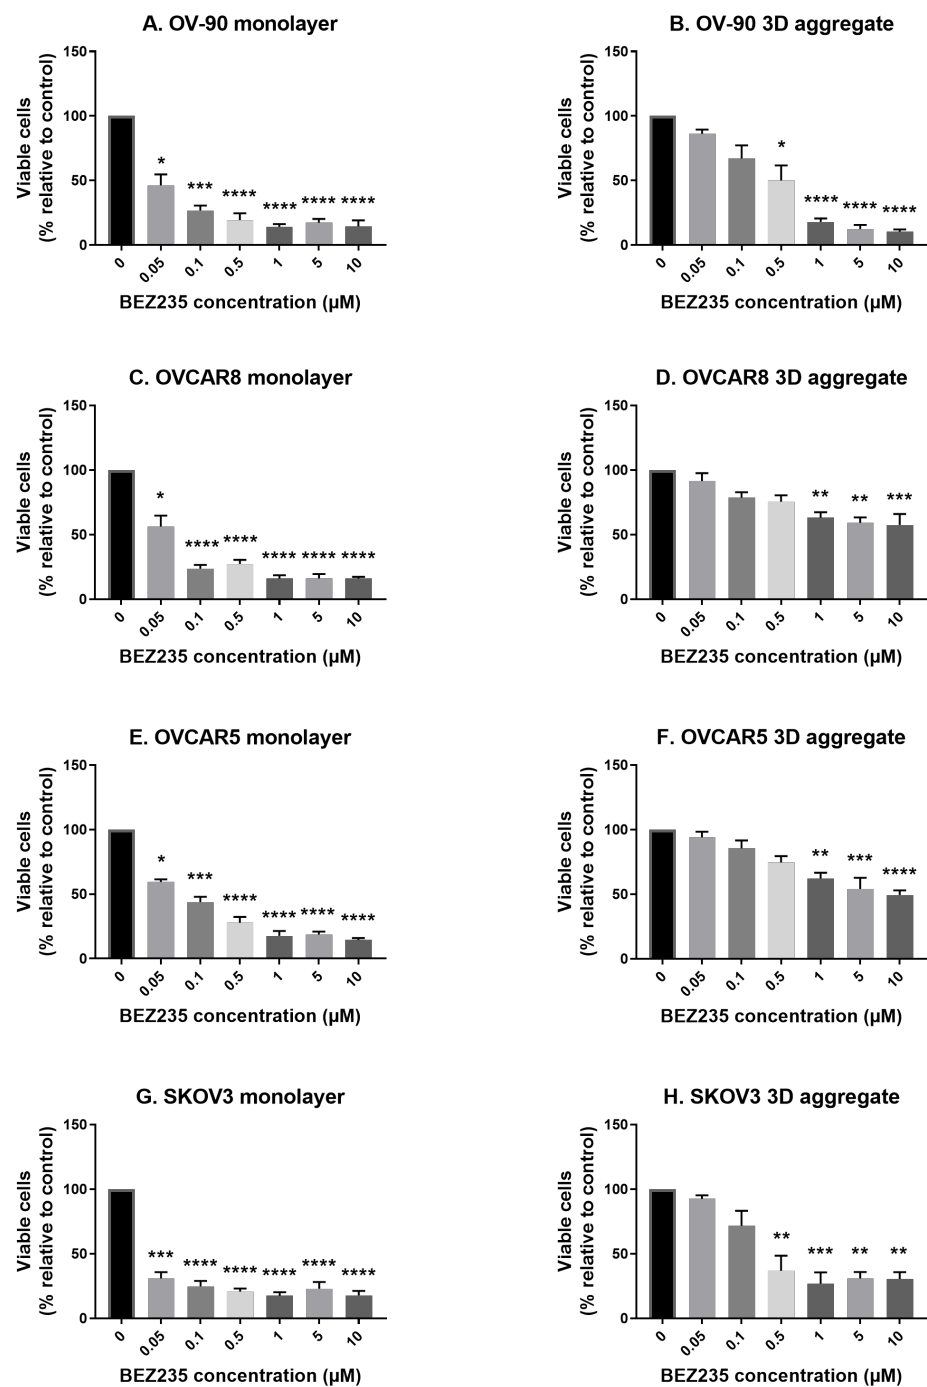 A. OV-90 monolayer
Viable cells
(% relative to control)
150
100
50
0
* *** **** **** **** ****
0 0.05 0.1 0.5 1 5 10
BEZ235 concentration (µM)
B. OV-90 3D aggregate
Viable cells
(% relative to control)
150
100
50
0
* **** **** ****
0 0.05 0.1 0.5 1 5 10
BEZ235 concentration (µM)
C. OVCAR8 monolayer
Viable cells
(% relative to control)
150
100
50
0
* **** **** **** **** ****
0 0.05 0.1 0.5 1 5 10
BEZ235 concentration (µM)
D. OVCAR8 3D aggregate
Viable cells
(% relative to control)
150
100
50
0
** ** ***
0 0.05 0.1 0.5 1 5 10
BEZ235 concentration (µM)
E. OVCAR5 monolayer
Viable cells
(% relative to control)
150
100
50
0
* *** **** **** **** ****
0 0.05 0.1 0.5 1 5 10
BEZ235 concentration (µM)
F. OVCAR5 3D aggregate
Viable cells
(% relative to control)
150
100
50
0
** *** ****
0 0.05 0.1 0.5 1 5 10
BEZ235 concentration (µM)
G. SKOV3 monolayer
Viable cells
(% relative to control)
150
100
50
0
*** **** **** **** **** ****
0 0.05 0.1 0.5 1 5 10
BEZ235 concentration (µM)
H. SKOV3 3D aggregate
Viable cells
(% relative to control)
150
100
50
0
** *** ** **
0 0.05 0.1 0.5 1 5 10
BEZ235 concentration (µM)